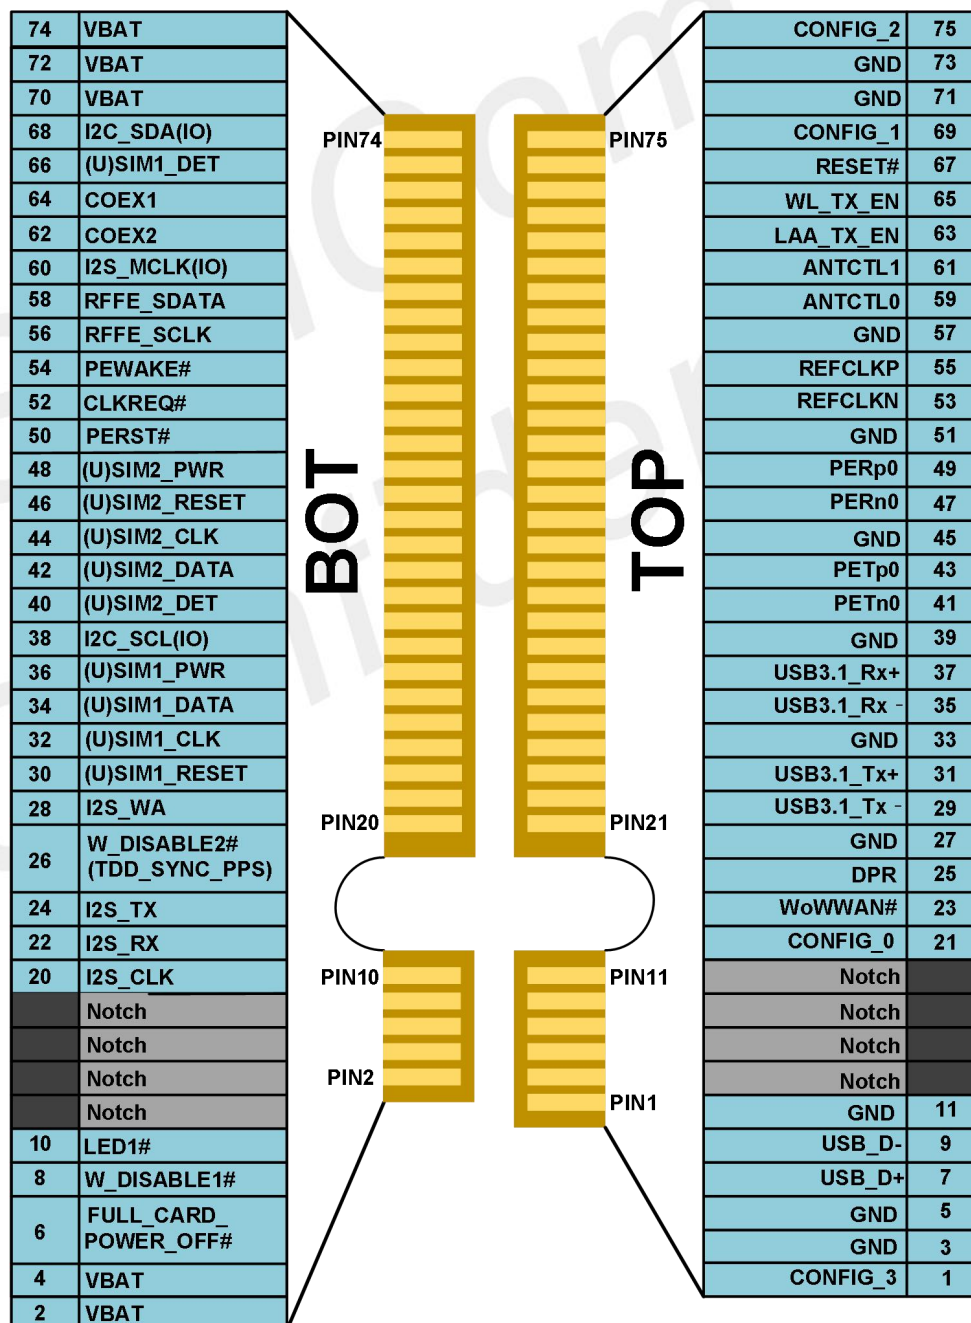 74 VBAT
72 VBAT
70 VBAT
68 I2C_SDA(IO)
66 (U)SIM1_DET
64 COEX1
62 COEX2
60 I2S_MCLK(IO)
58 RFFE_SDATA
56 RFFE_SCLK
54 PEWAKE#
52 CLKREQ#
50 PERST#
48 (U)SIM2_PWR
46 (U)SIM2_RESET
44 (U)SIM2_CLK
42 (U)SIM2_DATA
40 (U)SIM2_DET
38 I2C_SCL(IO)
36 (U)SIM1_PWR
34 (U)SIM1_DATA
32 (U)SIM1_CLK
30 (U)SIM1_RESET
28 I2S_WA
26 W_DISABLE2#
(TDD_SYNC_PPS)
24 I2S_TX
22 I2S_RX
20 I2S_CLK
Notch
Notch
Notch
Notch
10 LED1#
8 W_DISABLE1#
6 FULL_CARD_
POWER_OFF#
4 VBAT
2 VBAT
PIN74
BOT
PIN20
PIN10
PIN2
PIN75
TOP
PIN21
PIN11
PIN1
CONFIG_2 75
GND 73
GND 71
CONFIG_1 69
RESET# 67
WL_TX_EN 65
LAA_TX_EN 63
ANTCTL1 61
ANTCTL0 59
GND 57
REFCLKP 55
REFCLKN 53
GND 51
PERp0 49
PERn0 47
GND 45
PETp0 43
PETn0 41
GND 39
USB3.1_Rx+ 37
USB3.1_Rx - 35
GND 33
USB3.1_Tx+ 31
USB3.1_Tx - 29
GND 27
DPR 25
WoWWAN# 23
CONFIG_0 21
Notch
Notch
Notch
Notch
GND 11
USB_D- 9
USB_D+ 7
GND 5
GND 3
CONFIG_3 1